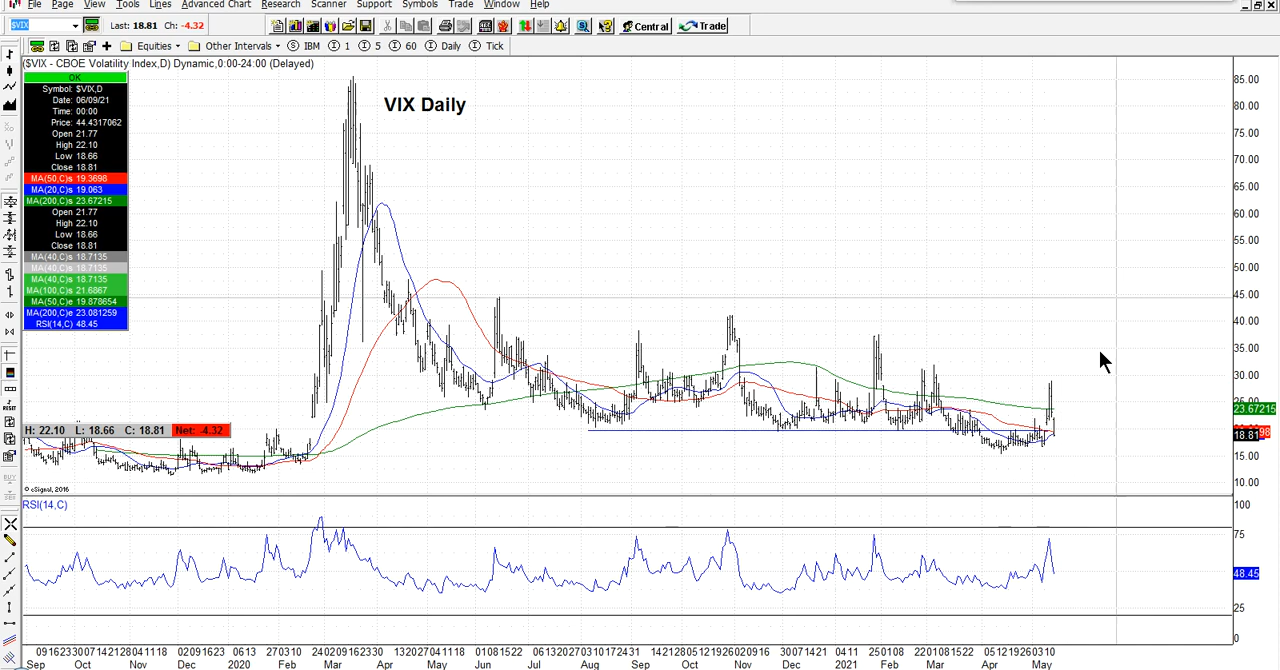 File Page View Tools Lines Advanced Chart Research Scanner Support Symbols Trade Window Help
$VIX Last: 18.81 Ch: -4.32 Central Trade
Equities Other Intervals IBM 1 5 60 Daily Tick
($VIX - CBOE Volatility Index,D) Dynamic,0:00-24:00 (Delayed)
OK
Symbol: $VIX,D
Date: 06/09/21
Time: 00:00
Price: 44.4317062
Open 21.77
High 22.10
Low 18.66
Close 18.81
MA(50,C)s 19.3698
MA(20,C)s 19.063
MA(200,C)s 23.67215
Open 21.77
High 22.10
Low 18.66
Close 18.81
MA(40,C)s 18.7135
MA(40,C)s 18.7135
MA(40,C)s 18.7135
MA(100,C)s 21.6867
MA(50,C)e 19.878654
MA(200,C)e 23.081259
RSI(14,C) 48.45
VIX Daily
85.00
80.00
75.00
70.00
65.00
60.00
55.00
50.00
45.00
40.00
35.00
30.00
23.67215
18.81
15.00
10.00
H: 22.10 L: 18.66 C: 18.81 Net: -4.32
© eSignal, 2016
RSI(14,C)
100
75
48.45
25
0
Sep Oct Nov Dec 2020 Feb Mar Apr May Jun Jul Aug Sep Oct Nov Dec 2021 Feb Mar Apr May
RESET
BUY